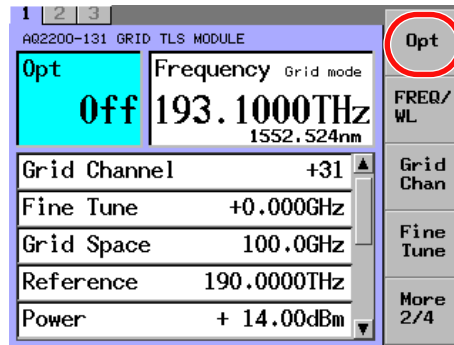 1 2 3
AQ2200-131 GRID TLS MODULE
Opt
Off
Frequency Grid mode
193.1000THz
1552.524nm
Grid Channel +31
Fine Tune +0.000GHz
Grid Space 100.0GHz
Reference 190.0000THz
Power + 14.00dBm
Opt
FREQ/
WL
Grid
Chan
Fine
Tune
More
2/4